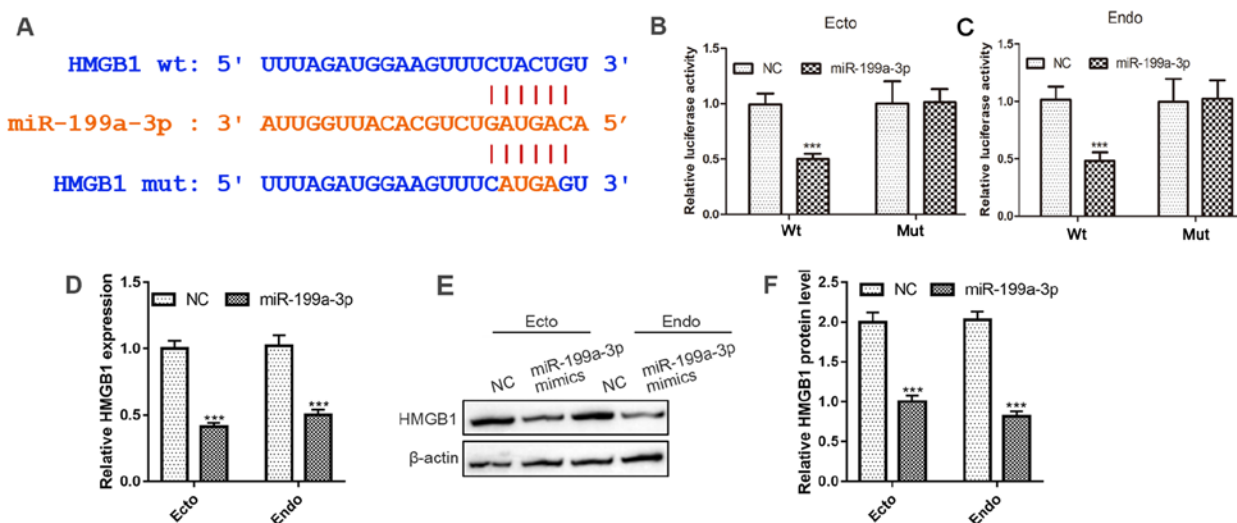 A
HMGB1 wt: 5' UUUAGAUGGAAGUUUCUACUGU 3'
miR-199a-3p : 3' AUUGGUUACACGUCUGAUGACA 5'
HMGB1 mut: 5' UUUAGAUGGAAGUUUCAUGAGU 3'
B
Ecto
NC miR-199a-3p
Relative luciferase activity
1.5
1.0
0.5
0.0
***
Wt Mut
C
Endo
NC miR-199a-3p
Relative luciferase activity
1.5
1.0
0.5
0.0
***
Wt Mut
D
NC miR-199a-3p
Relative HMGB1 expression
1.5
1.0
0.5
0.0
*** ***
Ecto Endo
E
Ecto Endo
NC miR-199a-3p mimics NC miR-199a-3p mimics
HMGB1
β-actin
F
NC miR-199a-3p
Relative HMGB1 protein level
2.5
2.0
1.5
1.0
0.5
0.0
*** ***
Ecto Endo